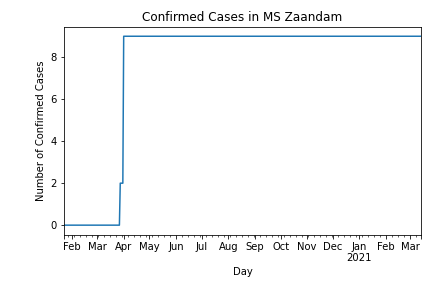 Confirmed Cases in MS Zaandam
Number of Confirmed Cases
8
6
4
2
0
Feb Mar Apr May Jun Jul Aug Sep Oct Nov Dec Jan Feb Mar
2021
Day